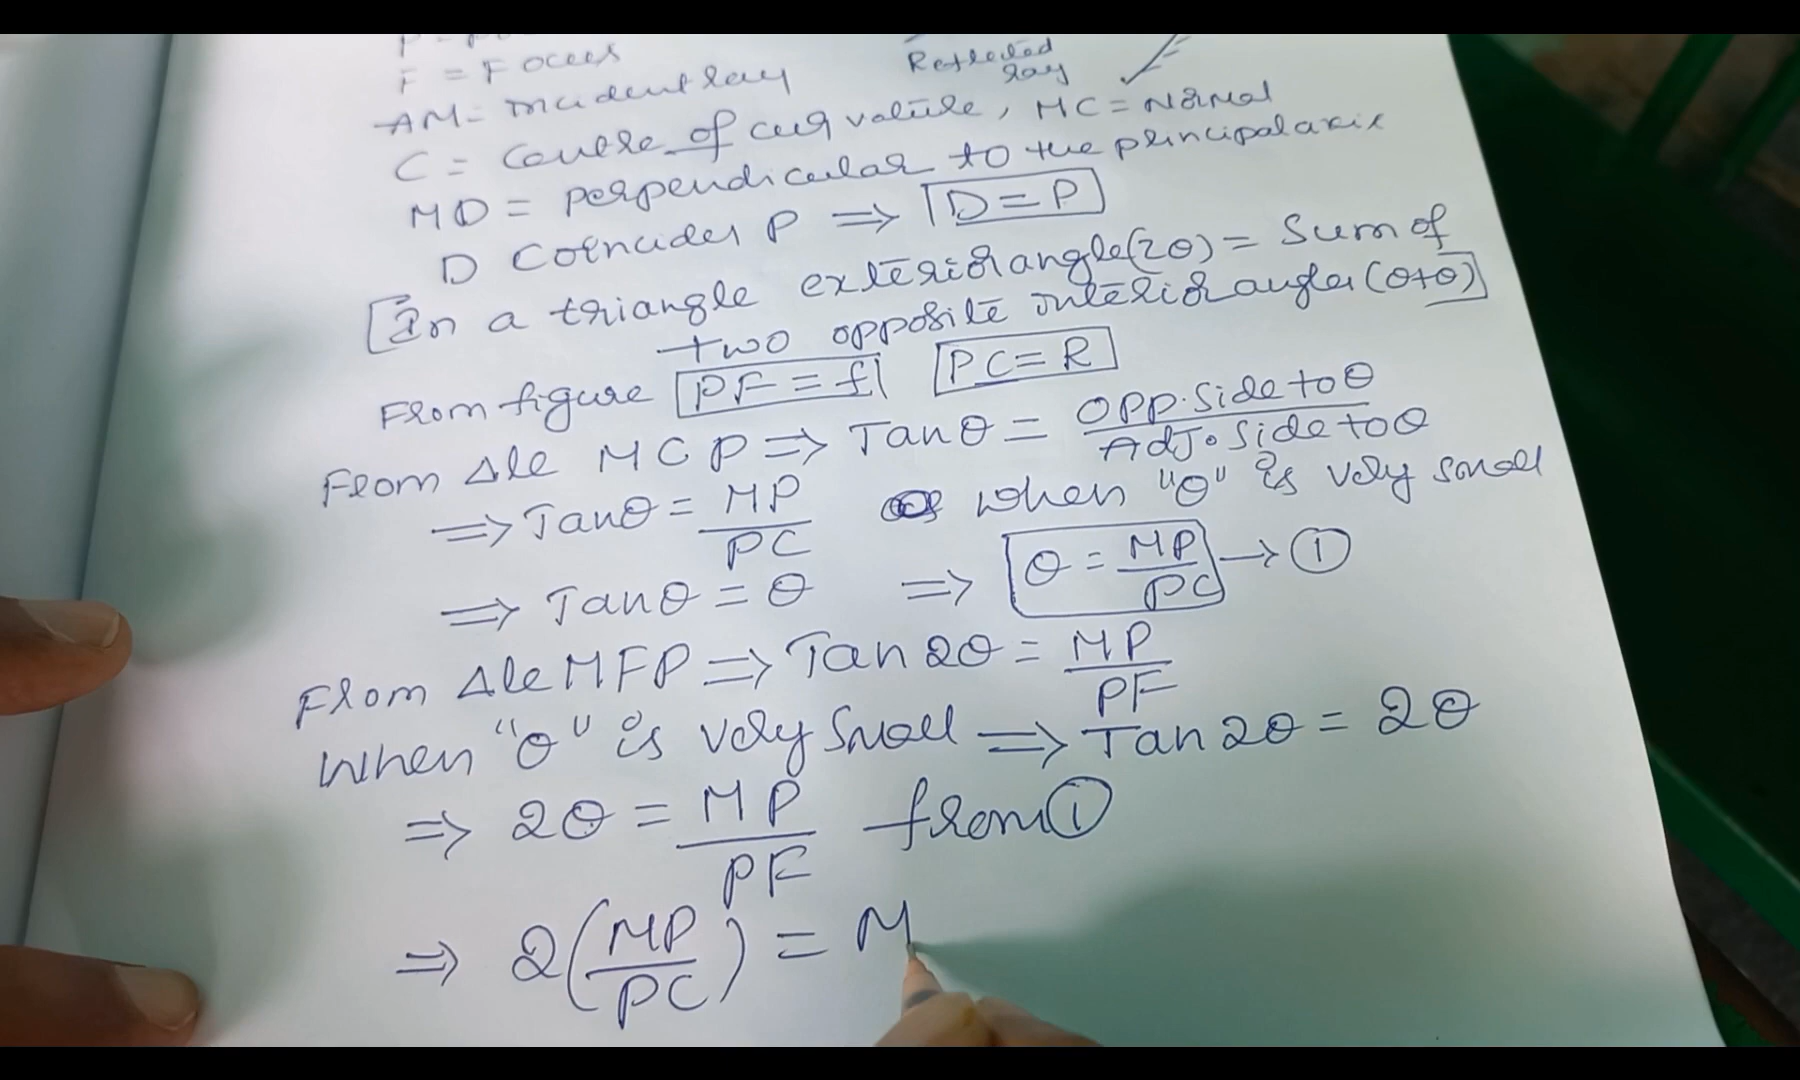 F = Focus
Reflected
ray
AM = Incident ray
C = Centre of curvature, MC = Normal
MD = perpendicular to the principal axis
D Coincides P ⇒ D = P
[In a triangle exterior angle(2θ) = Sum of
two opposite interior angles (θ+θ)]
From figure PF = f PC = R
From Δle MCP ⇒ Tanθ = Opp. side to θ / Adj. side to θ
⇒ Tanθ = MP / PC when "θ" is very small
⇒ Tanθ = θ ⇒ θ = MP / PC → ①
From Δle MFP ⇒ Tan 2θ = MP / PF
When "θ" is very small ⇒ Tan 2θ = 2θ
⇒ 2θ = MP / PF from ①
⇒ 2(MP / PC) = M